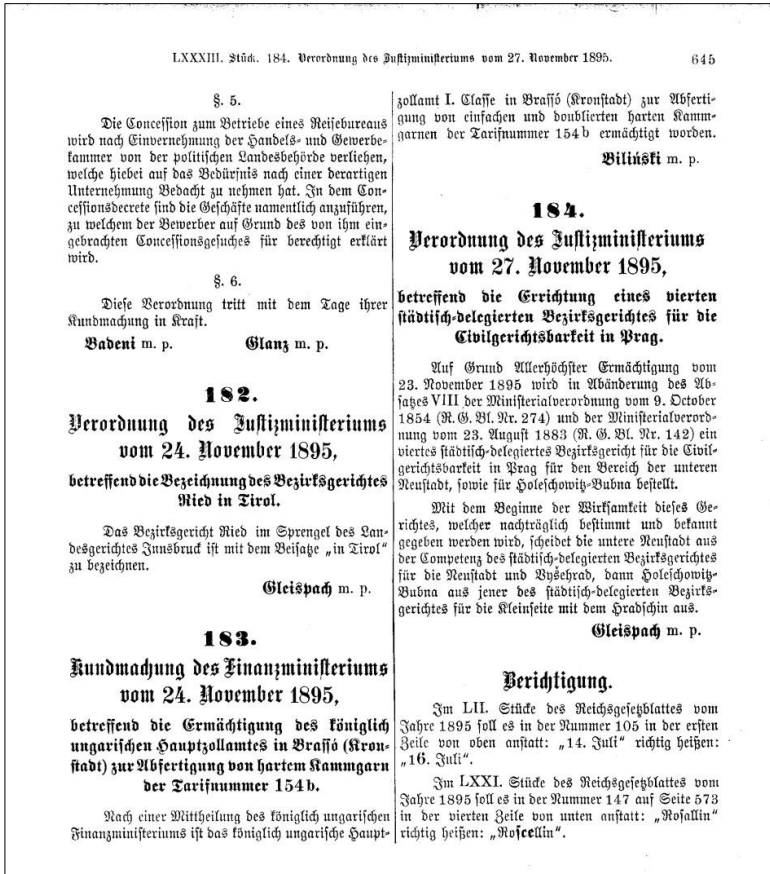 LXXXIII. Stück. 184. Verordnung des Justizministeriums vom 27. November 1895. 645
§. 5.
Die Concession zum Betriebe eines Reisebureaus
wird nach Einvernehmung der Handels- und Gewerbe-
kammer von der politischen Landesbehörde verliehen,
welche hiebei auf das Bedürfnis nach einer derartigen
Unternehmung Bedacht zu nehmen hat. In dem Con-
cessionsdecrete sind die Geschäfte namentlich anzuführen,
zu welchem der Bewerber auf Grund des von ihm ein-
gebrachten Concessionsgesuches für berechtigt erklärt
wird.
§. 6.
Diese Verordnung tritt mit dem Tage ihrer
Kundmachung in Kraft.
Badeni m. p. Glanz m. p.
182.
Verordnung des Justizministeriums
vom 24. November 1895,
betreffend die Bezeichnung des Bezirksgerichtes
Ried in Tirol.
Das Bezirksgericht Ried im Sprengel des Lan-
desgerichtes Innsbruck ist mit dem Beisatze „in Tirol“
zu bezeichnen.
Gleispach m. p.
183.
Kundmachung des Finanzministeriums
vom 24. November 1895,
betreffend die Ermächtigung des königlich
ungarischen Hauptzollamtes in Brassó (Kron-
stadt) zur Abfertigung von hartem Kammgarn
der Tarifnummer 154b.
Nach einer Mittheilung des königlich ungarischen
Finanzministeriums ist das königlich ungarische Haupt-
zollamt I. Classe in Brassó (Kronstadt) zur Abferti-
gung von einfachen und doublierten harten Kamm-
garnen der Tarifnummer 154b ermächtigt worden.
Biliński m. p.
184.
Verordnung des Justizministeriums
vom 27. November 1895,
betreffend die Errichtung eines vierten
städtisch-delegierten Bezirksgerichtes für die
Civilgerichtsbarkeit in Prag.
Auf Grund Allerhöchster Ermächtigung vom
23. November 1895 wird in Abänderung des Ab-
satzes VIII der Ministerialverordnung vom 9. October
1854 (R. G. Bl. Nr. 274) und der Ministerialverord-
nung vom 23. August 1883 (R. G. Bl. Nr. 142) ein
viertes städtisch-delegiertes Bezirksgericht für die Civil-
gerichtsbarkeit in Prag für den Bereich der unteren
Neustadt, sowie für Holeschowitz-Bubna bestellt.
Mit dem Beginne der Wirksamkeit dieses Ge-
richtes, welcher nachträglich bestimmt und bekannt
gegeben werden wird, scheidet die untere Neustadt aus
der Competenz des städtisch-delegierten Bezirksgerichtes
für die Neustadt und Vyšehrad, dann Holeschowitz-
Bubna aus jener des städtisch-delegierten Bezirks-
gerichtes für die Kleinseite mit dem Hradschin aus.
Gleispach m. p.
Berichtigung.
Im LII. Stücke des Reichsgesetzblattes vom
Jahre 1895 soll es in der Nummer 105 in der ersten
Zeile von oben anstatt: „14. Juli“ richtig heißen:
„16. Juli“.
Im LXXI. Stücke des Reichsgesetzblattes vom
Jahre 1895 soll es in der Nummer 147 auf Seite 573
in der vierten Zeile von unten anstatt: „Rosallin“
richtig heißen: „Roscellin“.